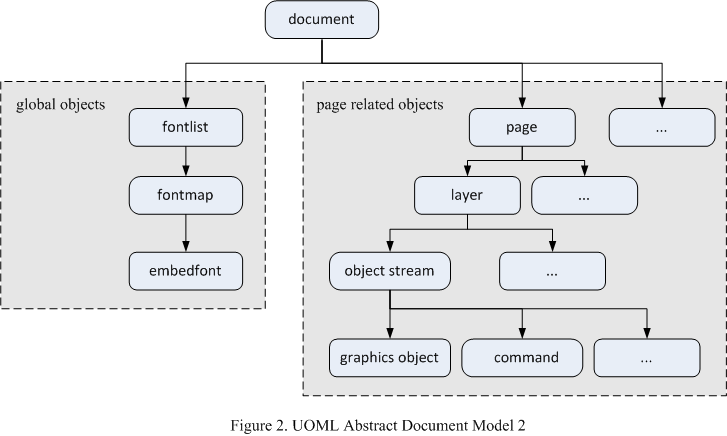 document
global objects
page related objects
fontlist
page
...
fontmap
layer
...
embedfont
object stream
...
graphics object
command
...
Figure 2. UOML Abstract Document Model 2